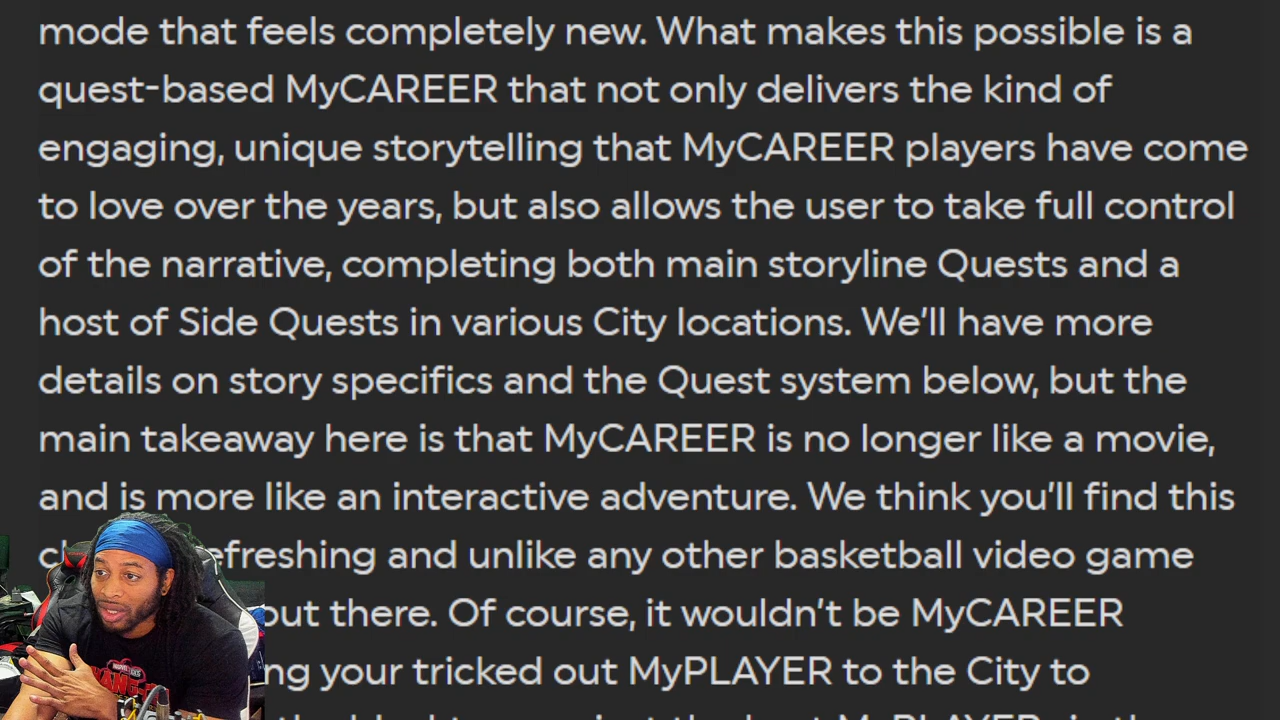 mode that feels completely new. What makes this possible is a
quest-based MyCAREER that not only delivers the kind of
engaging, unique storytelling that MyCAREER players have come
to love over the years, but also allows the user to take full control
of the narrative, completing both main storyline Quests and a
host of Side Quests in various City locations. We'll have more
details on story specifics and the Quest system below, but the
main takeaway here is that MyCAREER is no longer like a movie,
and is more like an interactive adventure. We think you'll find this
and unlike any other basketball video game
out there. Of course, it wouldn't be MyCAREER
your tricked out MyPLAYER to the City to